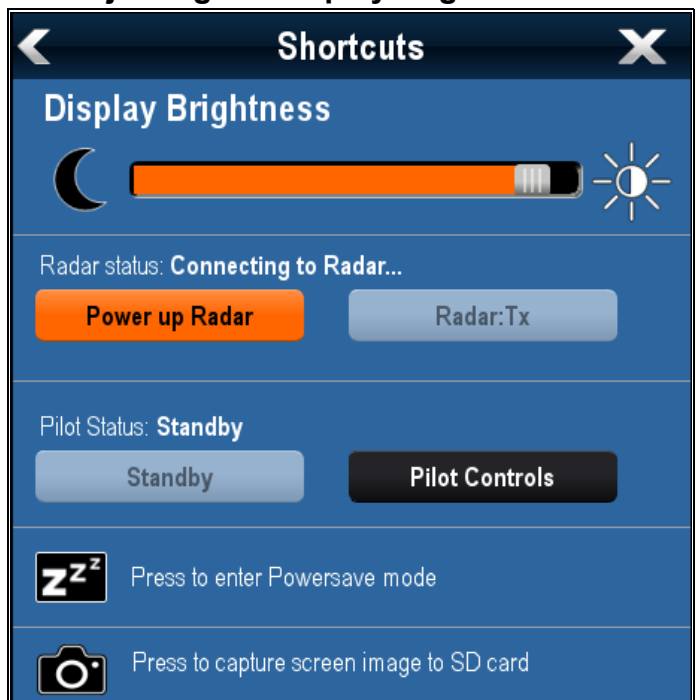 Shortcuts
Display Brightness
Radar status: Connecting to Radar...
Power up Radar
Radar:Tx
Pilot Status: Standby
Standby
Pilot Controls
zzz
Press to enter Powersave mode
Press to capture screen image to SD card